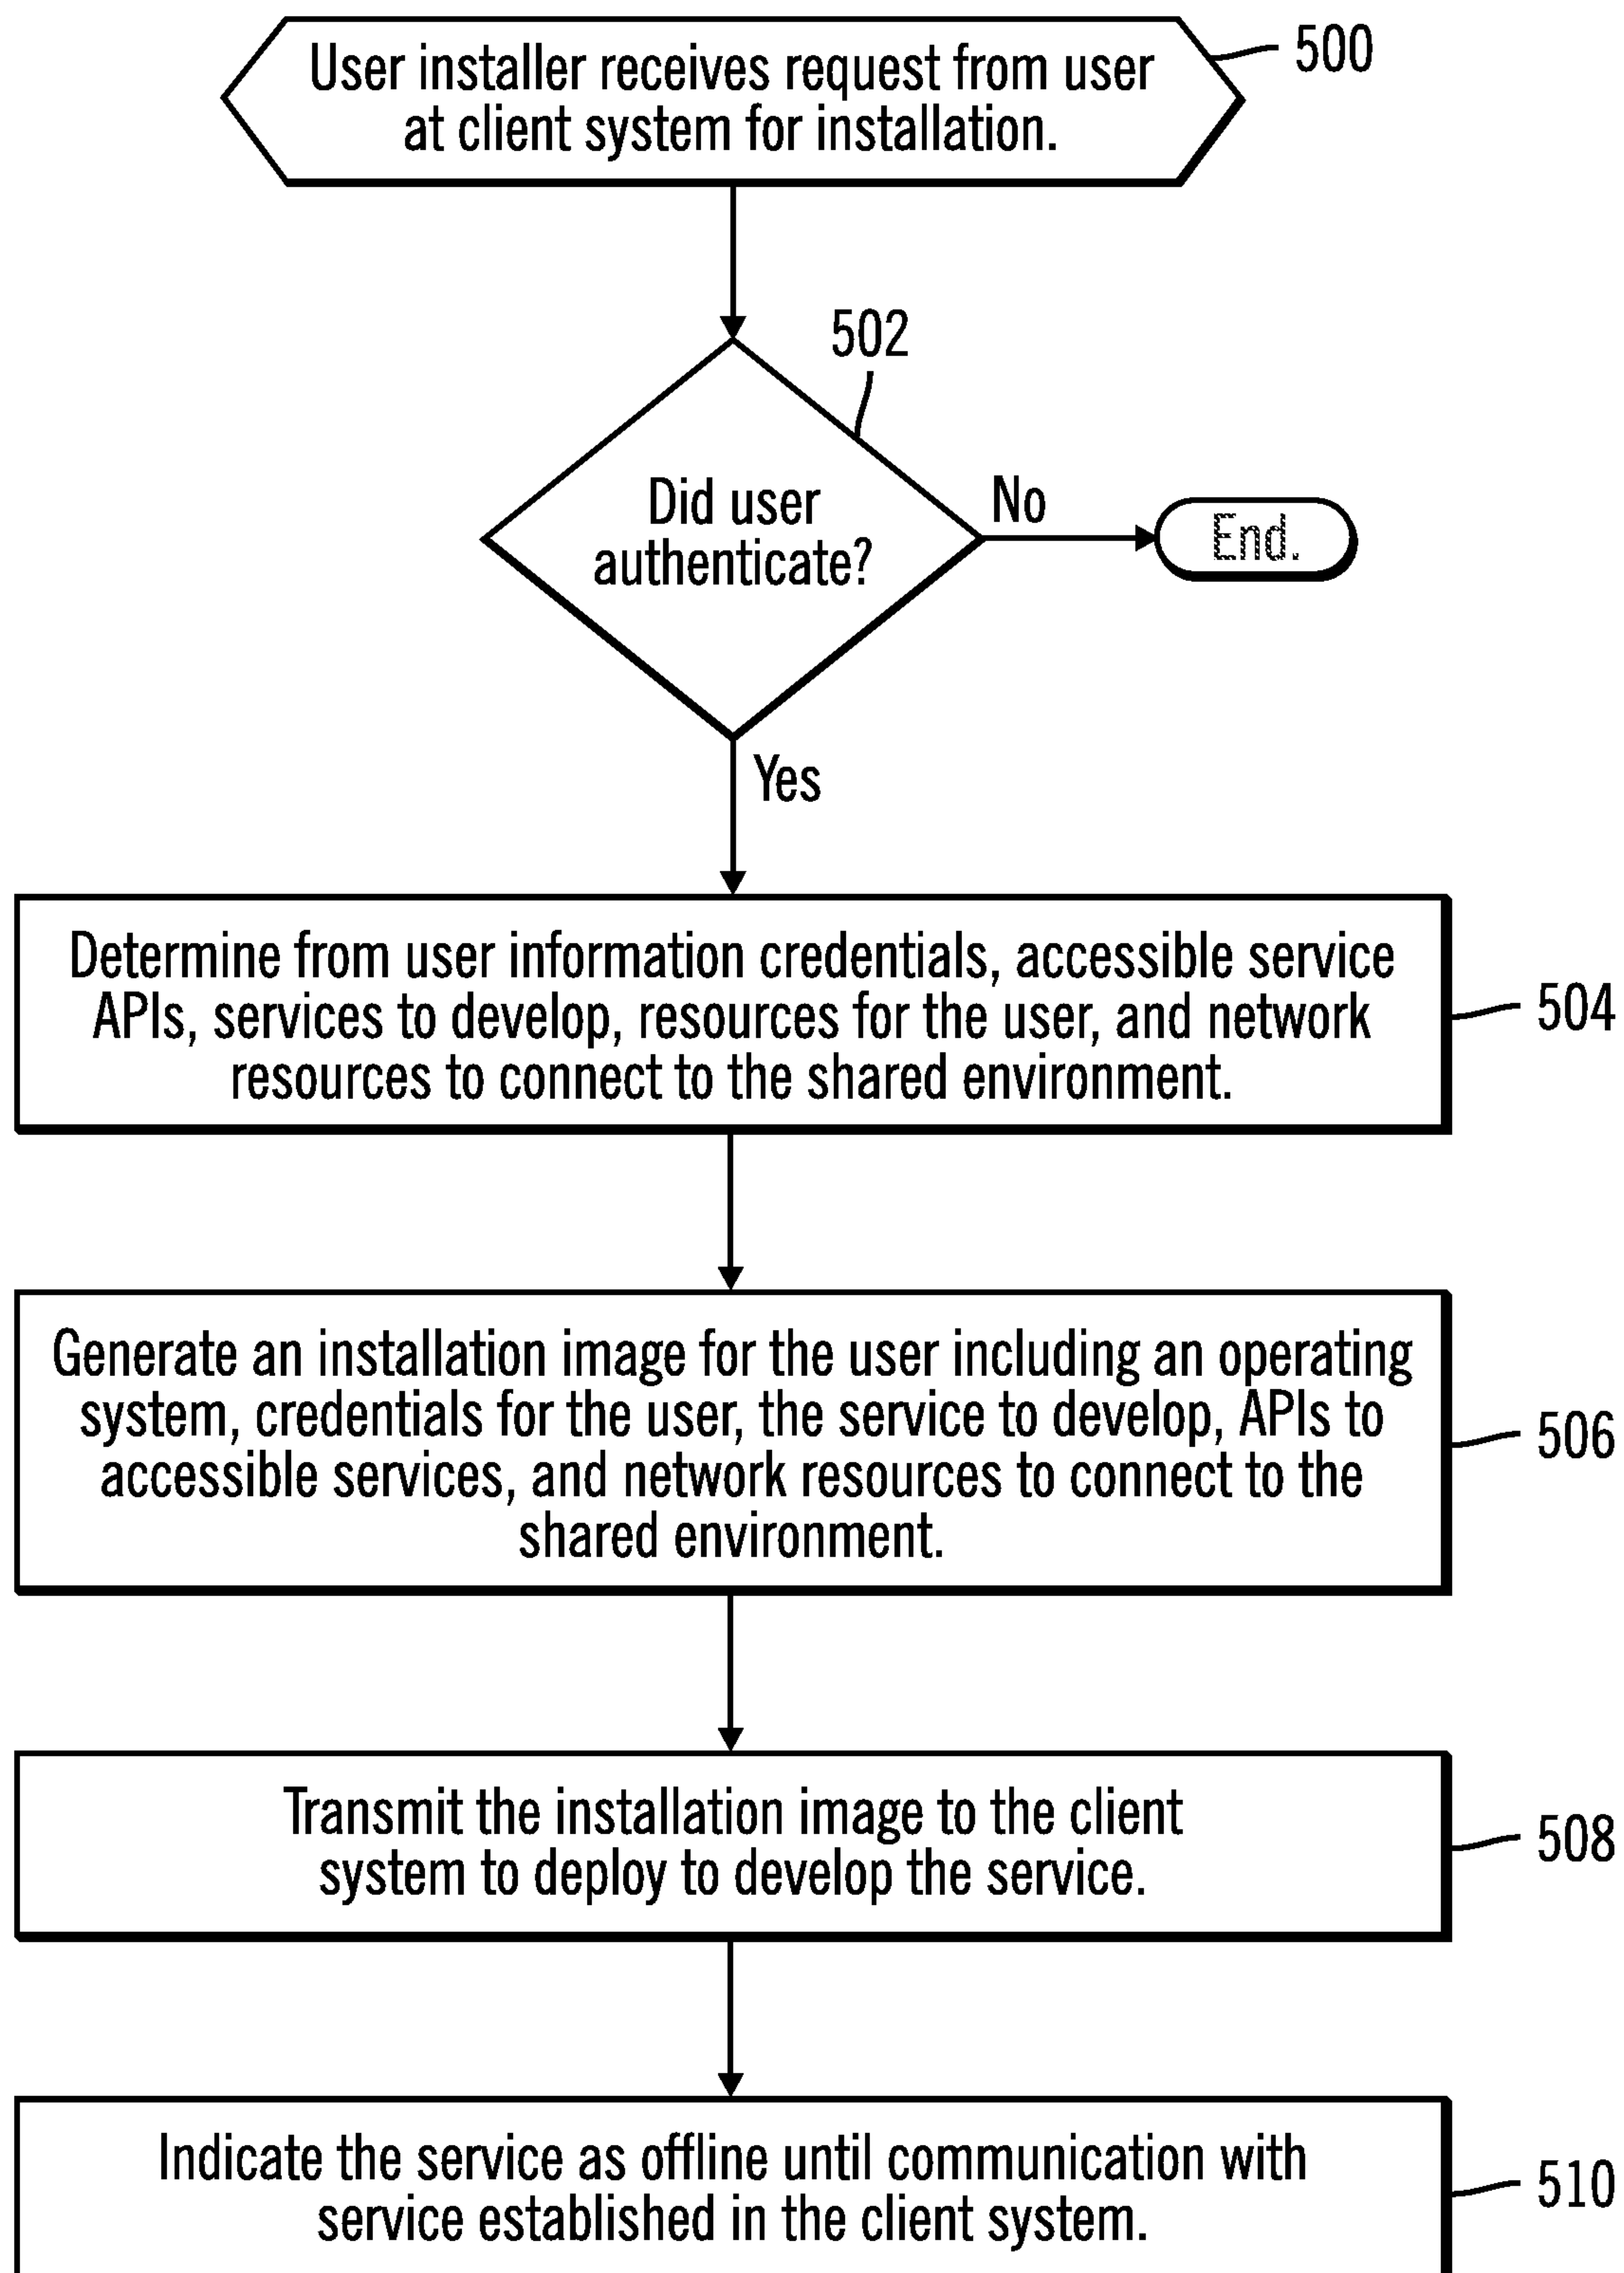 User installer receives request from user
at client system for installation.
500
502
Did user
authenticate?
No
End.
Yes
Determine from user information credentials, accessible service
APIs, services to develop, resources for the user, and network
resources to connect to the shared environment.
504
Generate an installation image for the user including an operating
system, credentials for the user, the service to develop, APIs to
accessible services, and network resources to connect to the
shared environment.
506
Transmit the installation image to the client
system to deploy to develop the service.
508
Indicate the service as offline until communication with
service established in the client system.
510